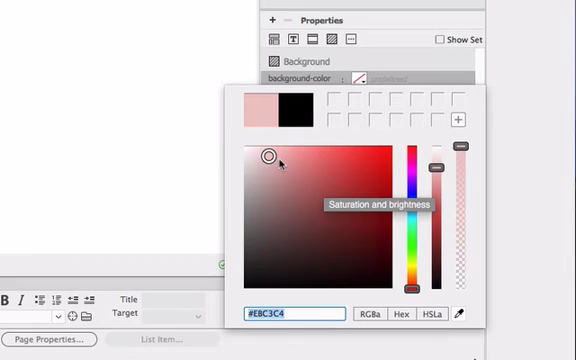 Properties
Show Set
Background
background-color : undefined
Saturation and brightness
#EBC3C4
RGBa Hex HSLa
B I
Title
Target
Page Properties...
List Item...